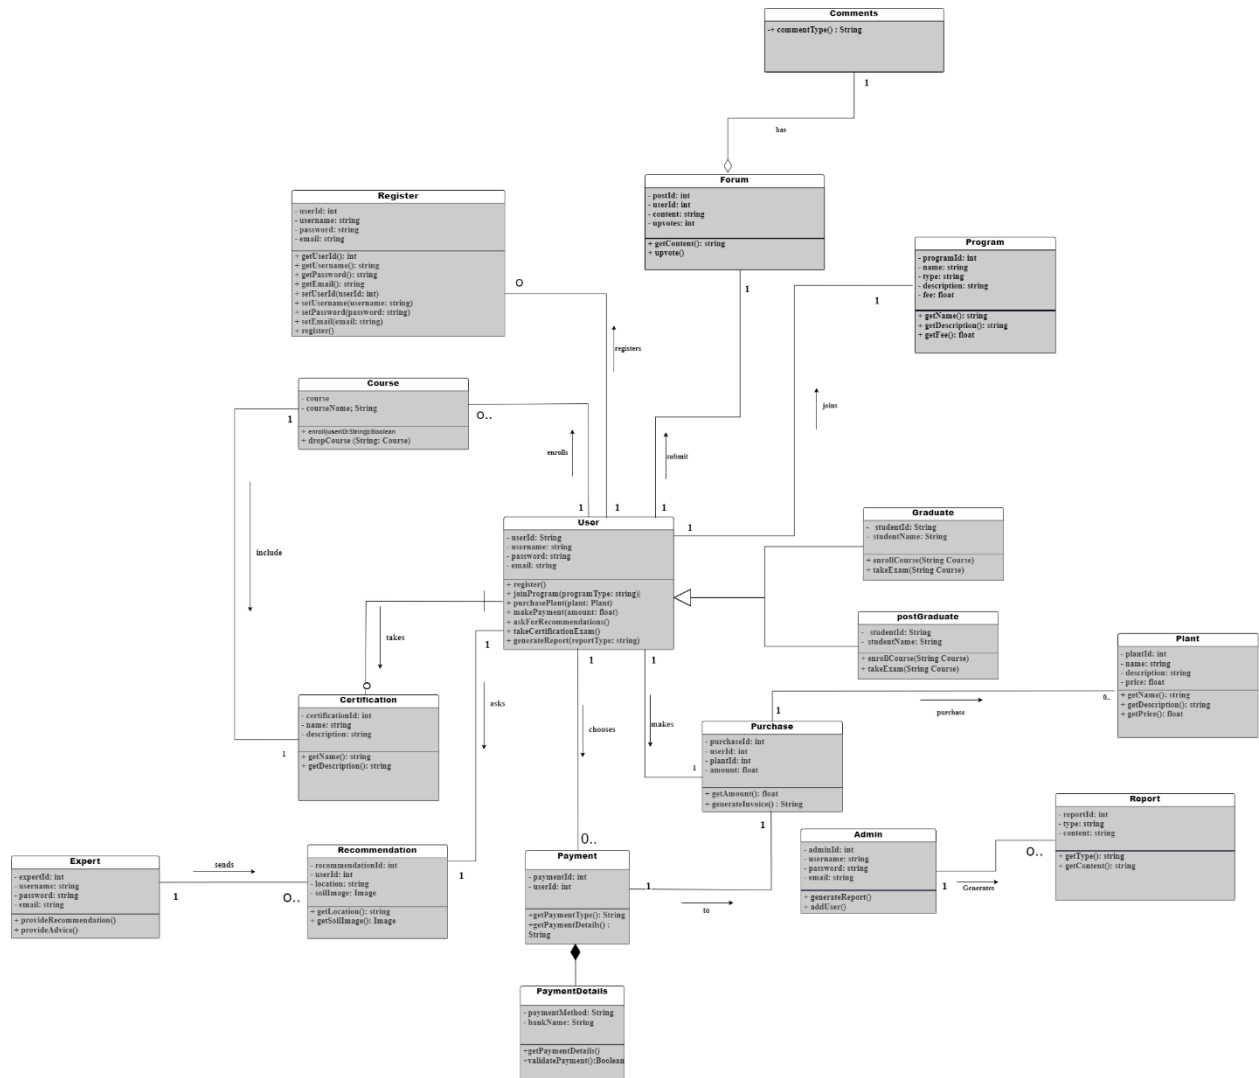 Comments
-+ commentType() : String
1
has
Forum
- postId: int
- userId: int
- content: string
- upvotes: int
+ getContent(): string
+ upvote()
1
Register
- userId: int
- username: string
- password: string
- email: string
+ getUserId(): int
+ getUsername(): string
+ getPassword(): string
+ getEmail(): string
+ setUserId(userId: int)
+ setUsername(username: string)
+ setPassword(password: string)
+ setEmail(email: string)
+ register()
O
registers
Program
- programId: int
- name: string
- type: string
- description: string
- fee: float
+ getName(): string
+ getDescription(): string
+ getFee(): float
1
joins
Course
- course
- courseName; String
+ enroll(userID:String):Boolean
+ dropCourse (String: Course)
1
O..
enrolls
submit
include
1
1
1
1
User
- userId: String
- username: string
- password: string
- email: string
+ register()
+ joinProgram(programType: string)|
+ purchasePlant(plant: Plant)
+ makePayment(amount: float)
+ askForRecommendations()
+ takeCertificationExam()
+ generateReport(reportType: string)
Graduate
- studentId: String
- studentName: String
+ enrollCourse(String Course)
+ takeExam(String Course)
postGraduate
- studentId: String
- studentName: String
+ enrollCourse(String Course)
+ takeExam(String Course)
Plant
- plantId: int
- name: string
- description: string
- price: float
+ getName(): string
+ getDescription(): string
+ getPrice(): float
0..
purchase
1
takes
O
1
1
1
asks
chooses
makes
Certification
- certificationId: int
- name: string
- description: string
+ getName(): string
+ getDescription(): string
1
Purchase
- purchaseId: int
- userId: int
- plantId: int
- amount: float
+ getAmount(): float
+ generateInvoice() : String
1
1
Report
- reportId: int
- type: string
- content: string
+ getType(): string
+ getContent(): string
O..
Admin
- adminId: int
- username: string
- password: string
- email: string
+ generateReport()
+ addUser()
1
Generates
Expert
- expertId: int
- username: string
- password: string
- email: string
+ provideRecommendation()
+ provideAdvice()
1
sends
O..
Recommendation
- recommendationId: int
- userId: int
- location: string
- soilImage: Image
+ getLocation(): string
+ getSoilImage(): Image
1
0..
Payment
- paymentId: int
- userId: int
+getPaymentType(): String
+getPaymentDetails() :
String
1
to
PaymentDetails
- paymentMethod: String
- bankName: String
+getPaymentDetails()
+validatePayment():Boolean